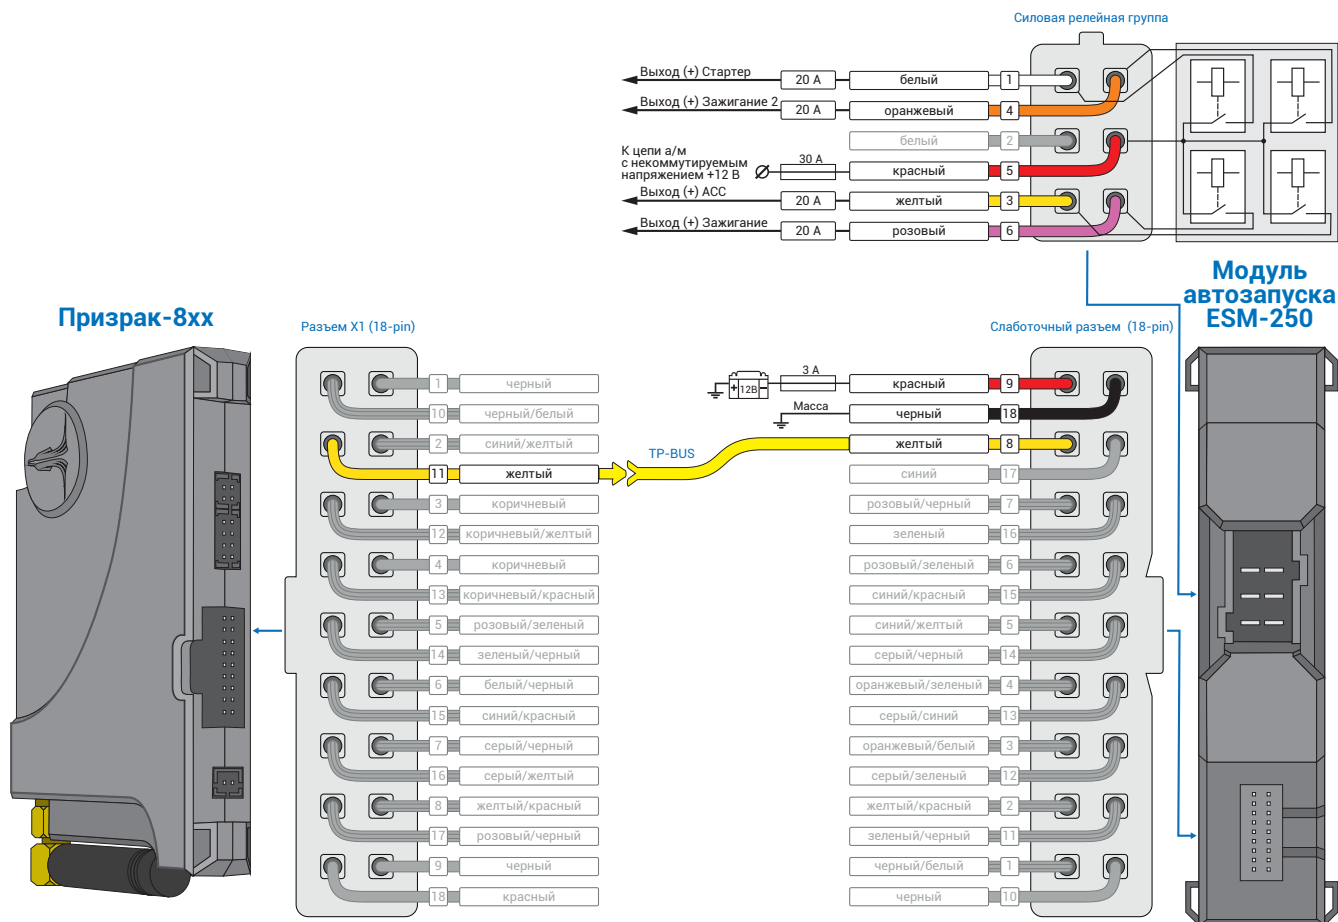 Силовая релейная группа
Выход (+) Стартер
20 А
белый
1
Выход (+) Зажигание 2
20 А
оранжевый
4
белый
2
К цепи а/м
с некоммутируемым
напряжением +12 В
30 А
красный
5
Выход (+) АСС
20 А
желтый
3
Выход (+) Зажигание
20 А
розовый
6
Модуль
автозапуска
ESM-250
Призрак-8хх
Разъем X1 (18-pin)
1
черный
10
черный/белый
2
синий/желтый
11
желтый
3
коричневый
12
коричневый/желтый
4
коричневый
13
коричневый/красный
5
розовый/зеленый
14
зеленый/черный
6
белый/черный
15
синий/красный
7
серый/черный
16
серый/желтый
8
желтый/красный
17
розовый/черный
9
черный
18
красный
TP-BUS
Слаботочный разъем (18-pin)
+ 12В −
3 А
красный
9
Масса
черный
18
желтый
8
синий
17
розовый/черный
7
зеленый
16
розовый/зеленый
6
синий/красный
15
синий/желтый
5
серый/черный
14
оранжевый/зеленый
4
серый/синий
13
оранжевый/белый
3
серый/зеленый
12
желтый/красный
2
зеленый/черный
11
черный/белый
1
черный
10